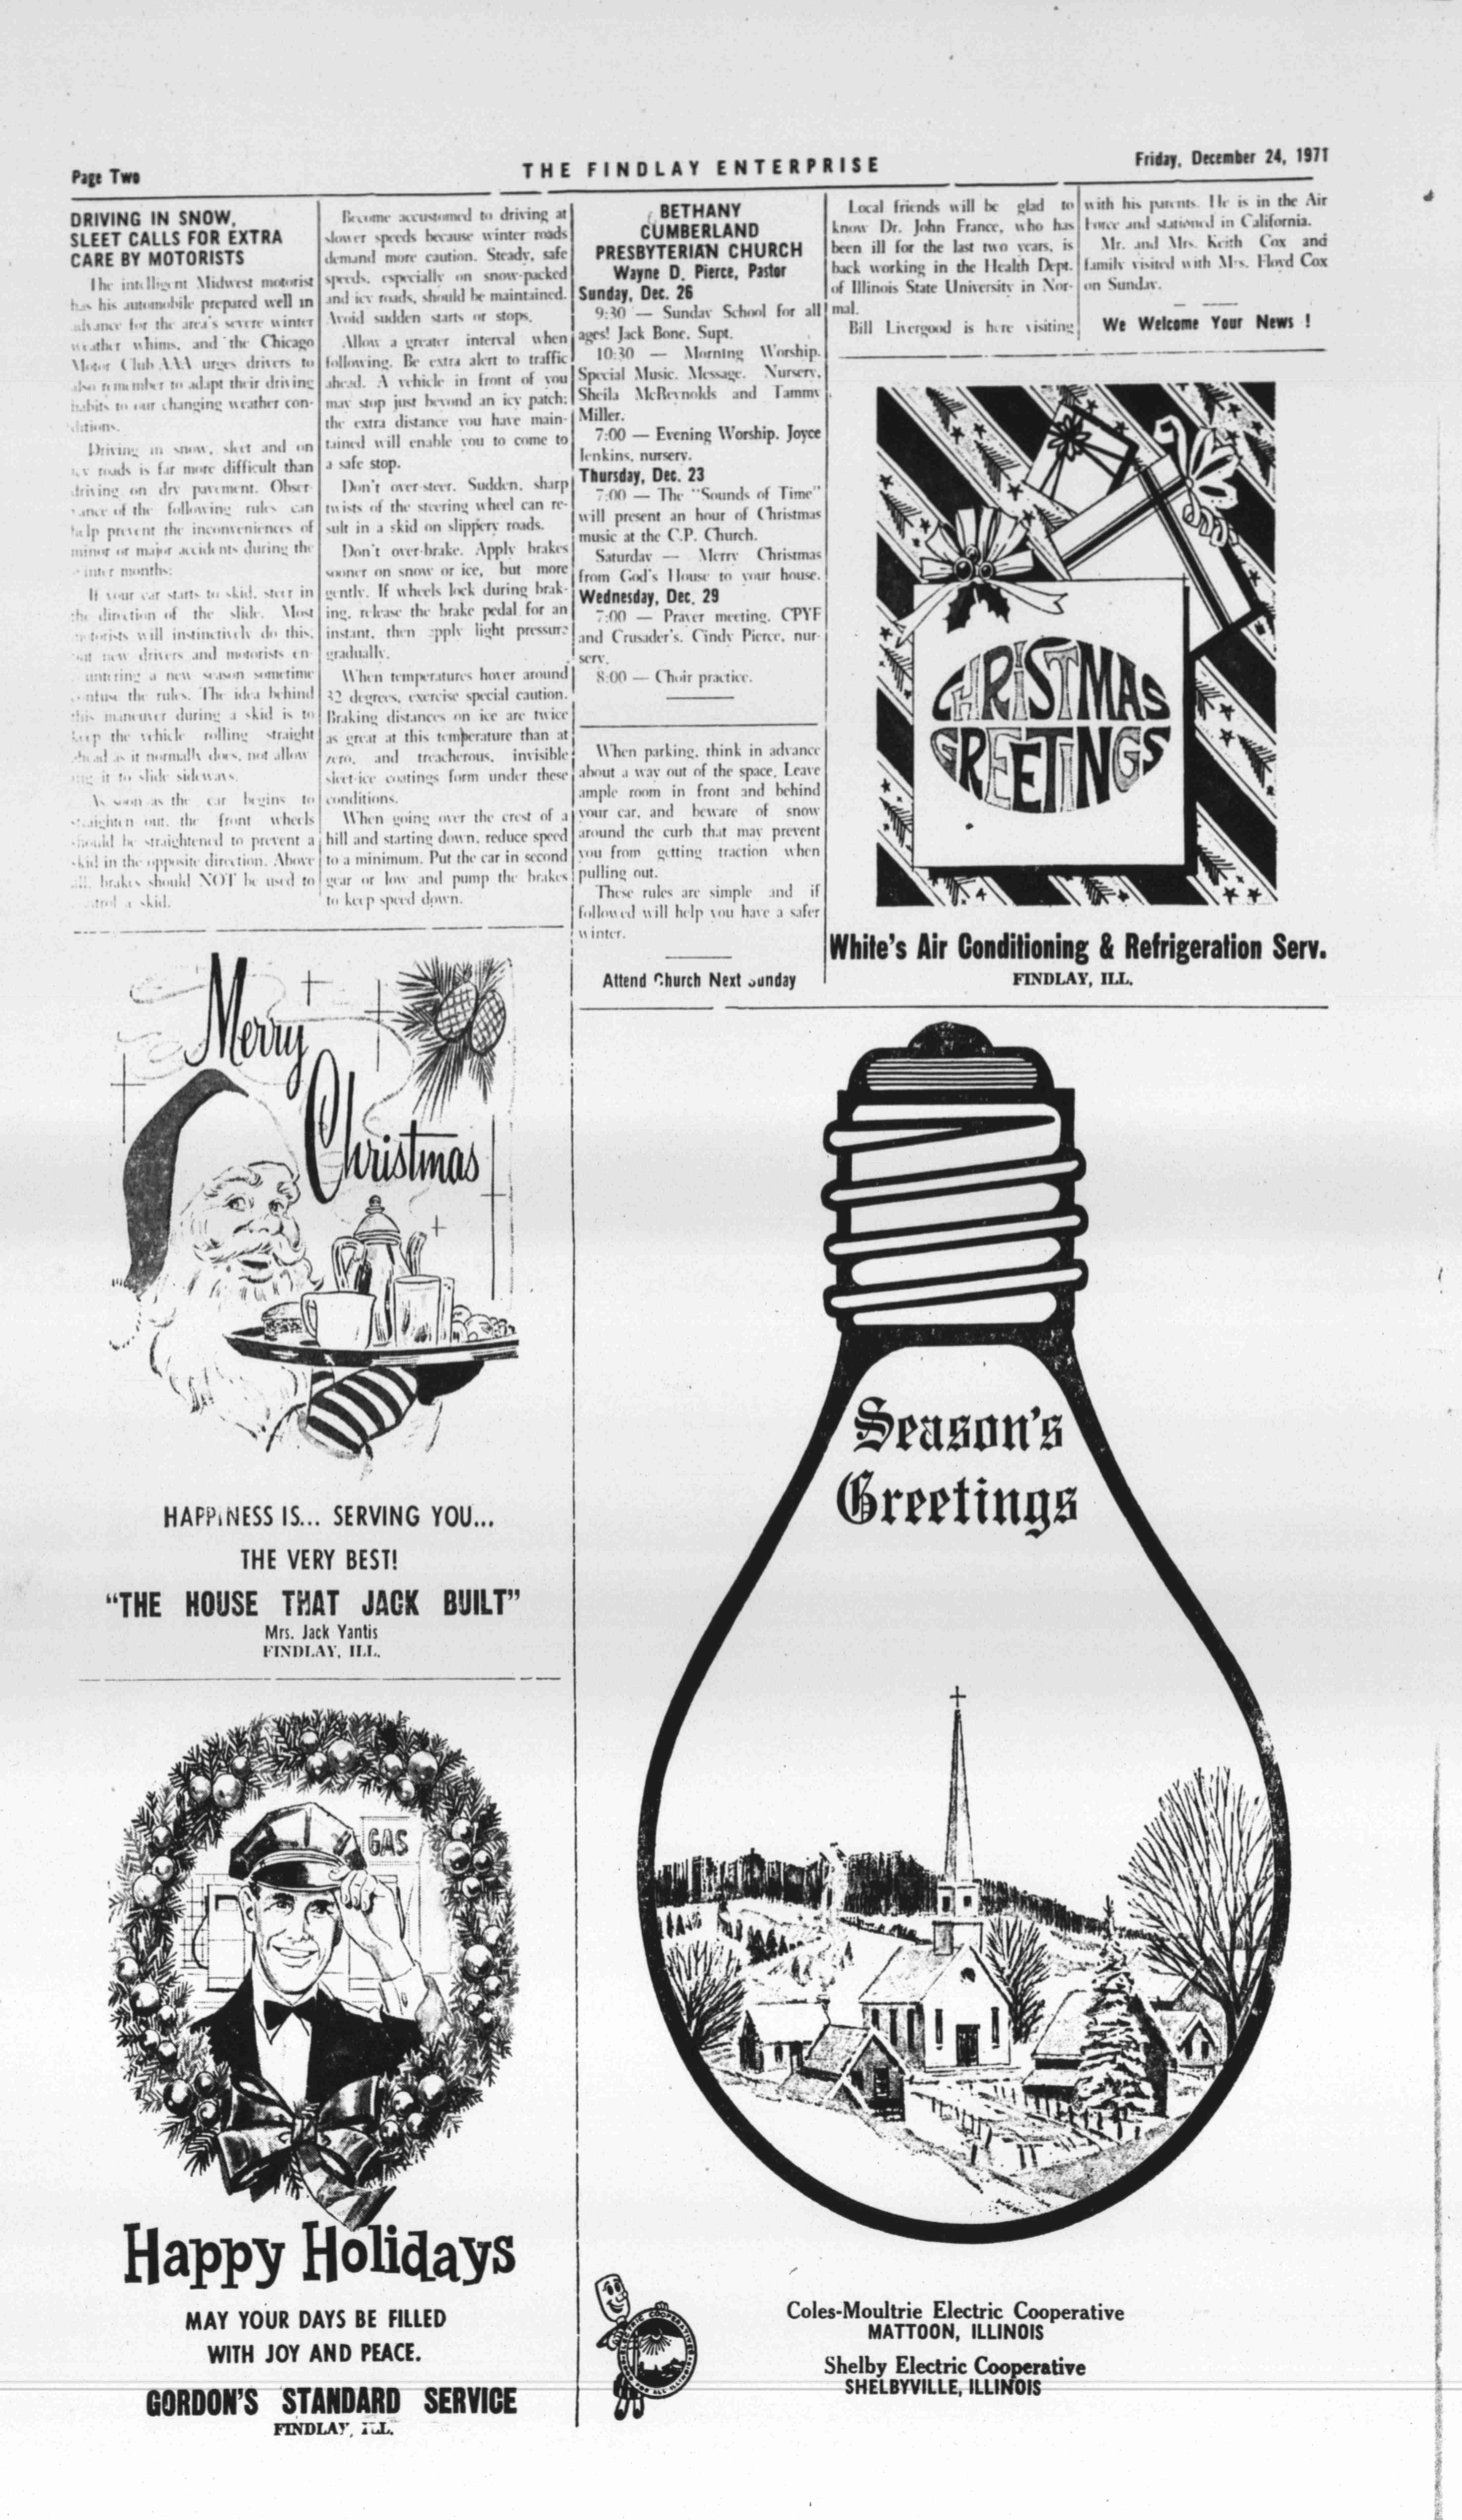 Page Two
THE FINDLAY ENTERPRISE
Friday, December 24, 1971
DRIVING IN SNOW,
SLEET CALLS FOR EXTRA
CARE BY MOTORISTS
The intelligent Midwest motorist
has his automobile prepared well in
advance for the area's severe winter
weather whims, and the Chicago
Motor Club-AAA urges drivers to
also remember to adapt their driving
habits to our changing weather con-
ditions.
Driving in snow, sleet and on
icy roads is far more difficult than
driving on dry pavement. Obser-
vance of the following rules can
help prevent the inconveniences of
minor or major accidents during the
winter months:
If your car starts to skid, steer in
the direction of the slide. Most
motorists will instinctively do this,
but new drivers and motorists en-
countering a new season sometime
confuse the rules. The idea behind
this maneuver during a skid is to
keep the vehicle rolling straight
ahead as it normally does, not allow
ing it to slide sideways.
As soon as the car begins to
straighten out, the front wheels
should be straightened to prevent a
skid in the opposite direction. Above
all, brakes should NOT be used to
control a skid.
Become accustomed to driving at
slower speeds because winter roads
demand more caution. Steady, safe
speeds, especially on snow-packed
and icy roads, should be maintained.
Avoid sudden starts or stops.
Allow a greater interval when
following. Be extra alert to traffic
ahead. A vehicle in front of you
may stop just beyond an icy patch;
the extra distance you have main-
tained will enable you to come to
a safe stop.
Don't over-steer. Sudden, sharp
twists of the steering wheel can re-
sult in a skid on slippery roads.
Don't over-brake. Apply brakes
sooner on snow or ice, but more
gently. If wheels lock during brak-
ing, release the brake pedal for an
instant, then apply light pressure
gradually.
When temperatures hover around
32 degrees, exercise special caution.
Braking distances on ice are twice
as great at this temperature than at
zero, and treacherous, invisible
sleet-ice coatings form under these
conditions.
When going over the crest of a
hill and starting down, reduce speed
to a minimum. Put the car in second
gear or low and pump the brakes
to keep speed down.
BETHANY
CUMBERLAND
PRESBYTERIAN CHURCH
Wayne D. Pierce, Pastor
Sunday, Dec. 26
9:30 — Sunday School for all
ages! Jack Bone, Supt.
10:30 — Morning Worship.
Special Music. Message. Nursery,
Sheila McReynolds and Tammy
Miller.
7:00 — Evening Worship. Joyce
Jenkins, nursery.
Thursday, Dec. 23
7:00 — The "Sounds of Time"
will present an hour of Christmas
music at the C.P. Church.
Saturday — Merry Christmas
from God's House to your house.
Wednesday, Dec. 29
7:00 — Prayer meeting. CPYF
and Crusader's. Cindy Pierce, nur-
sery.
8:00 — Choir practice.
When parking, think in advance
about a way out of the space. Leave
ample room in front and behind
your car, and beware of snow
around the curb that may prevent
you from getting traction when
pulling out.
These rules are simple and if
followed will help you have a safer
winter.
Attend Church Next Sunday
Local friends will be glad to
know Dr. John France, who has
been ill for the last two years, is
back working in the Health Dept.
of Illinois State University in Nor-
mal.
Bill Livergood is here visiting
with his parents. He is in the Air
Force and stationed in California.
Mr. and Mrs. Keith Cox and
family visited with Mrs. Floyd Cox
on Sunday.
We Welcome Your News !
CHRISTMAS
GREETINGS
White's Air Conditioning & Refrigeration Serv.
FINDLAY, ILL.
Merry
Christmas
HAPPINESS IS... SERVING YOU...
THE VERY BEST!
"THE HOUSE THAT JACK BUILT"
Mrs. Jack Yantis
FINDLAY, ILL.
GAS
Happy Holidays
MAY YOUR DAYS BE FILLED
WITH JOY AND PEACE.
GORDON'S STANDARD SERVICE
FINDLAY, ILL.
Season's
Greetings
Coles-Moultrie Electric Cooperative
MATTOON, ILLINOIS
Shelby Electric Cooperative
SHELBYVILLE, ILLINOIS